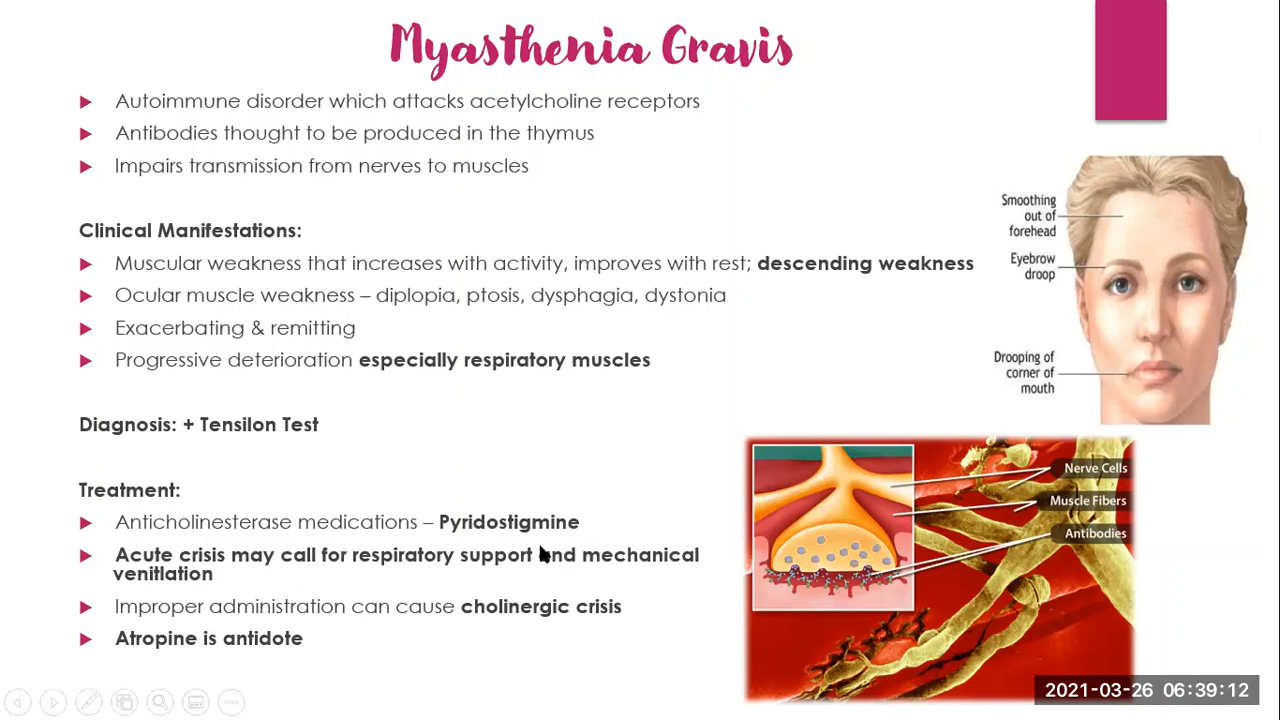 Myasthenia Gravis
Autoimmune disorder which attacks acetylcholine receptors
Antibodies thought to be produced in the thymus
Impairs transmission from nerves to muscles
Clinical Manifestations:
Muscular weakness that increases with activity, improves with rest; descending weakness
Ocular muscle weakness – diplopia, ptosis, dysphagia, dystonia
Exacerbating & remitting
Progressive deterioration especially respiratory muscles
Diagnosis: + Tensilon Test
Treatment:
Anticholinesterase medications – Pyridostigmine
Acute crisis may call for respiratory support and mechanical
venitlation
Improper administration can cause cholinergic crisis
Atropine is antidote
Smoothing
out of
forehead
Eyebrow
droop
Drooping of
corner of
mouth
Nerve Cells
Muscle Fibers
Antibodies
2021-03-26 06:39:12